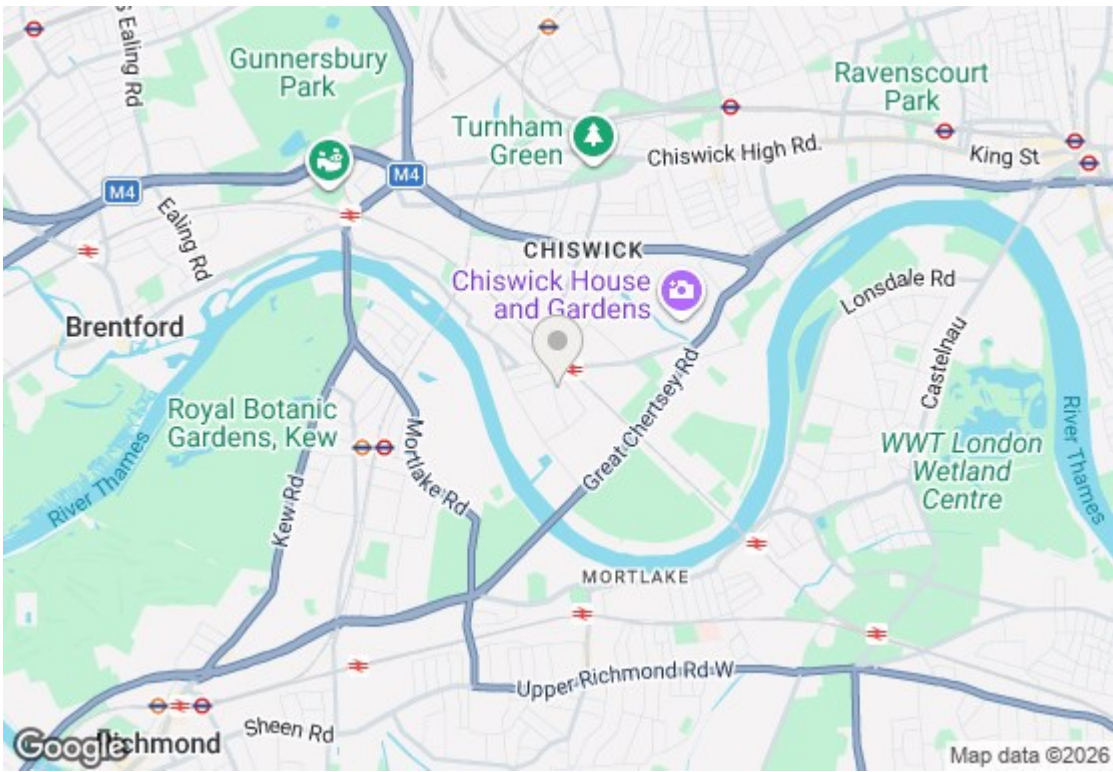 S Ealing Rd
Gunnersbury
Park
Ravenscourt
Park
Turnham
Green
Chiswick High Rd.
King St
M4
M4
Ealing Rd
CHISWICK
Chiswick House
and Gardens
Lonsdale Rd
Brentford
Castelnau
Great Chertsey Rd
Royal Botanic
Gardens, Kew
Mortlake Rd
River Thames
WWT London
Wetland
Centre
River Thames
Kew Rd
MORTLAKE
Upper Richmond Rd W
Sheen Rd
Richmond
Google
Map data ©2026